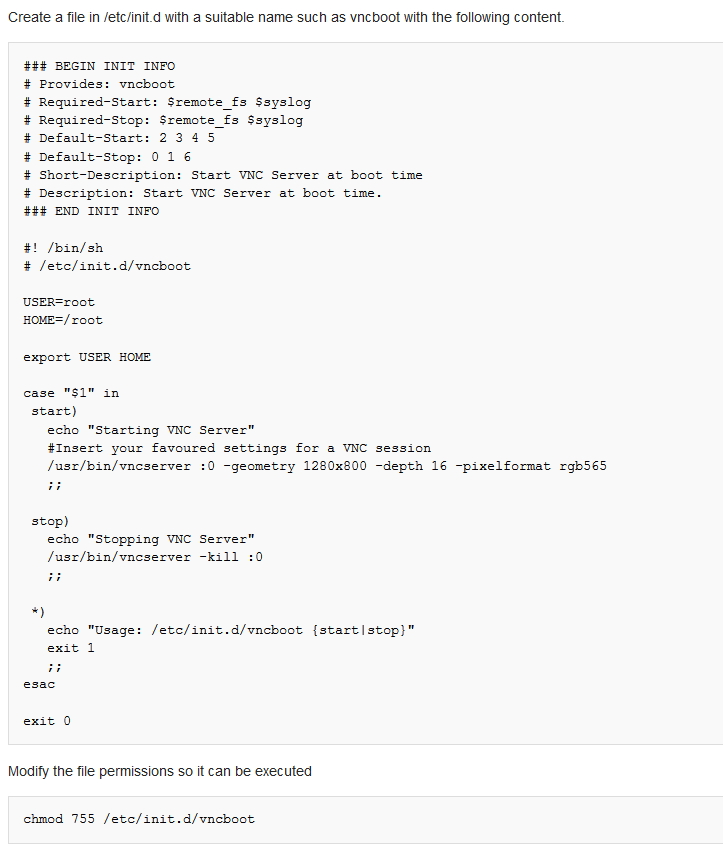 Create a file in /etc/init.d with a suitable name such as vncboot with the following content.
### BEGIN INIT INFO
# Provides: vncboot
# Required-Start: $remote_fs $syslog
# Required-Stop: $remote_fs $syslog
# Default-Start: 2 3 4 5
# Default-Stop: 0 1 6
# Short-Description: Start VNC Server at boot time
# Description: Start VNC Server at boot time.
### END INIT INFO
#! /bin/sh
# /etc/init.d/vncboot
USER=root
HOME=/root
export USER HOME
case "$1" in
start)
echo "Starting VNC Server"
#Insert your favoured settings for a VNC session
/usr/bin/vncserver :0 -geometry 1280x800 -depth 16 -pixelformat rgb565
;;
stop)
echo "Stopping VNC Server"
/usr/bin/vncserver -kill :0
;;
*)
echo "Usage: /etc/init.d/vncboot {start|stop}"
exit 1
;;
esac
exit 0
Modify the file permissions so it can be executed
chmod 755 /etc/init.d/vncboot